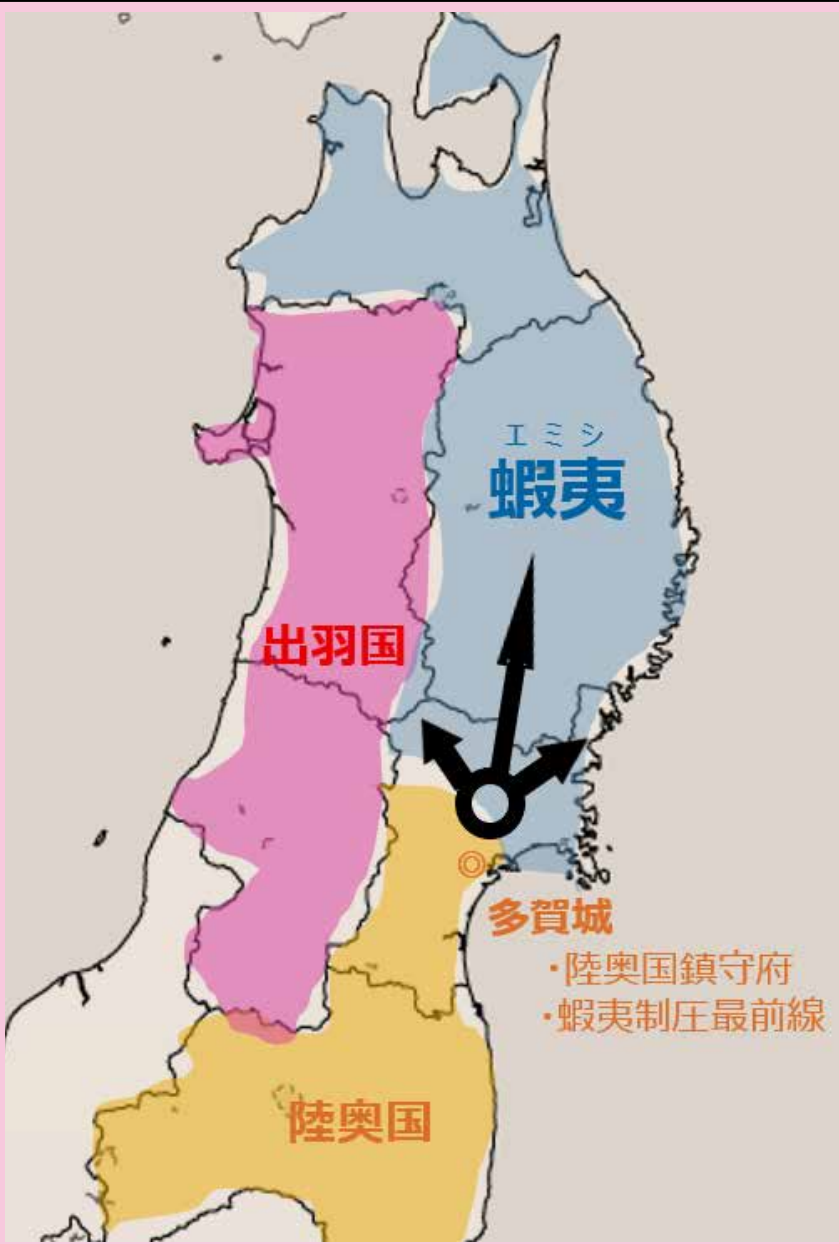 エミシ
蝦夷
出羽国
多賀城
・陸奥国鎮守府
・蝦夷制圧最前線
陸奥国